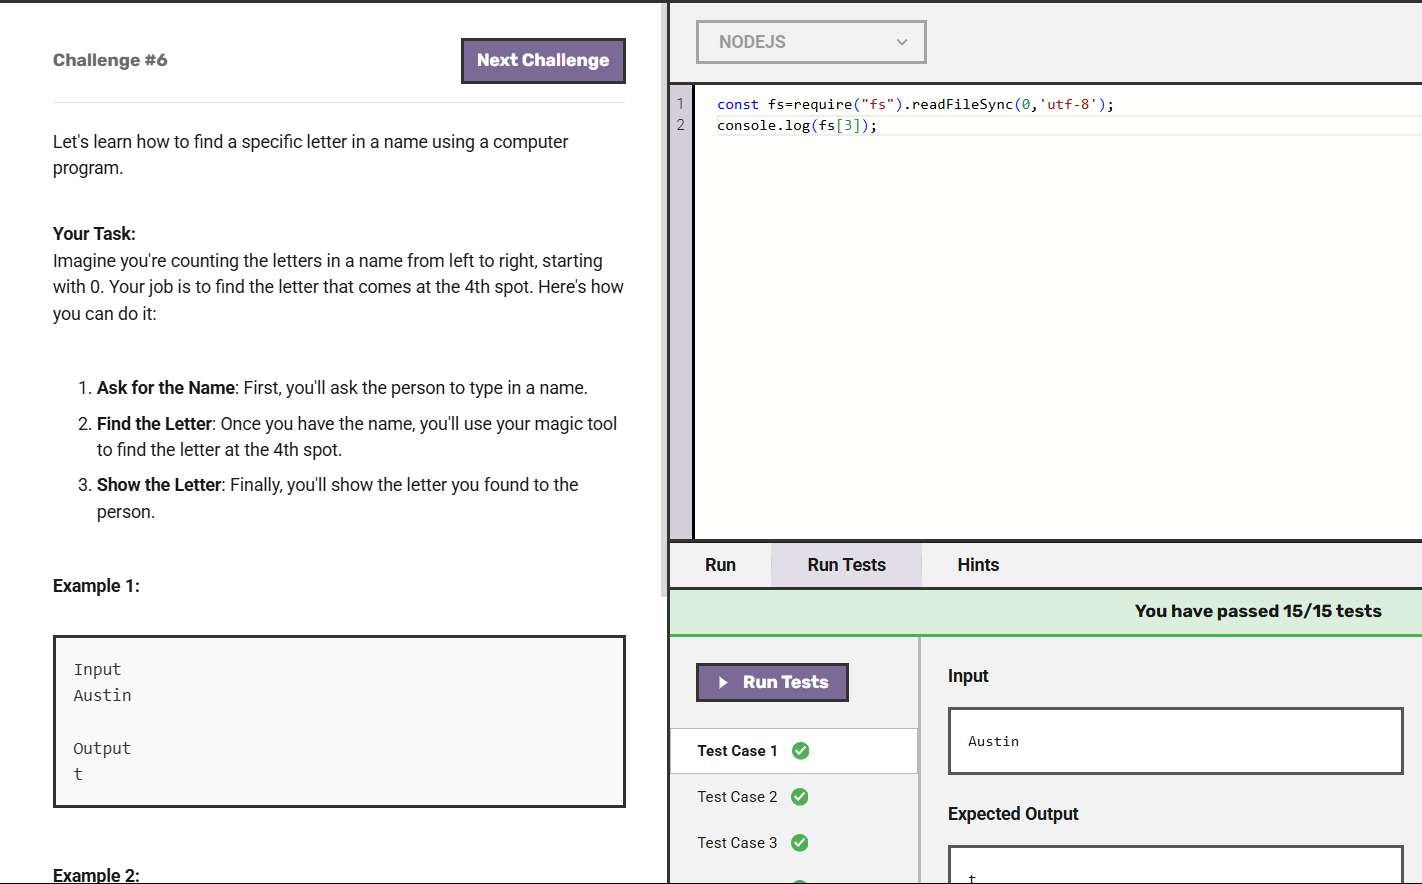 Challenge #6
Next Challenge
Let's learn how to find a specific letter in a name using a computer
program.
Your Task:
Imagine you're counting the letters in a name from left to right, starting
with 0. Your job is to find the letter that comes at the 4th spot. Here's how
you can do it:
1. Ask for the Name: First, you'll ask the person to type in a name.
2. Find the Letter: Once you have the name, you'll use your magic tool
to find the letter at the 4th spot.
3. Show the Letter: Finally, you'll show the letter you found to the
person.
Example 1:
Input
Austin
Output
t
Example 2:
NODEJS
1 const fs=require("fs").readFileSync(0,'utf-8');
2 console.log(fs[3]);
Run
Run Tests
Hints
You have passed 15/15 tests
Run Tests
Test Case 1
Test Case 2
Test Case 3
Input
Austin
Expected Output
t